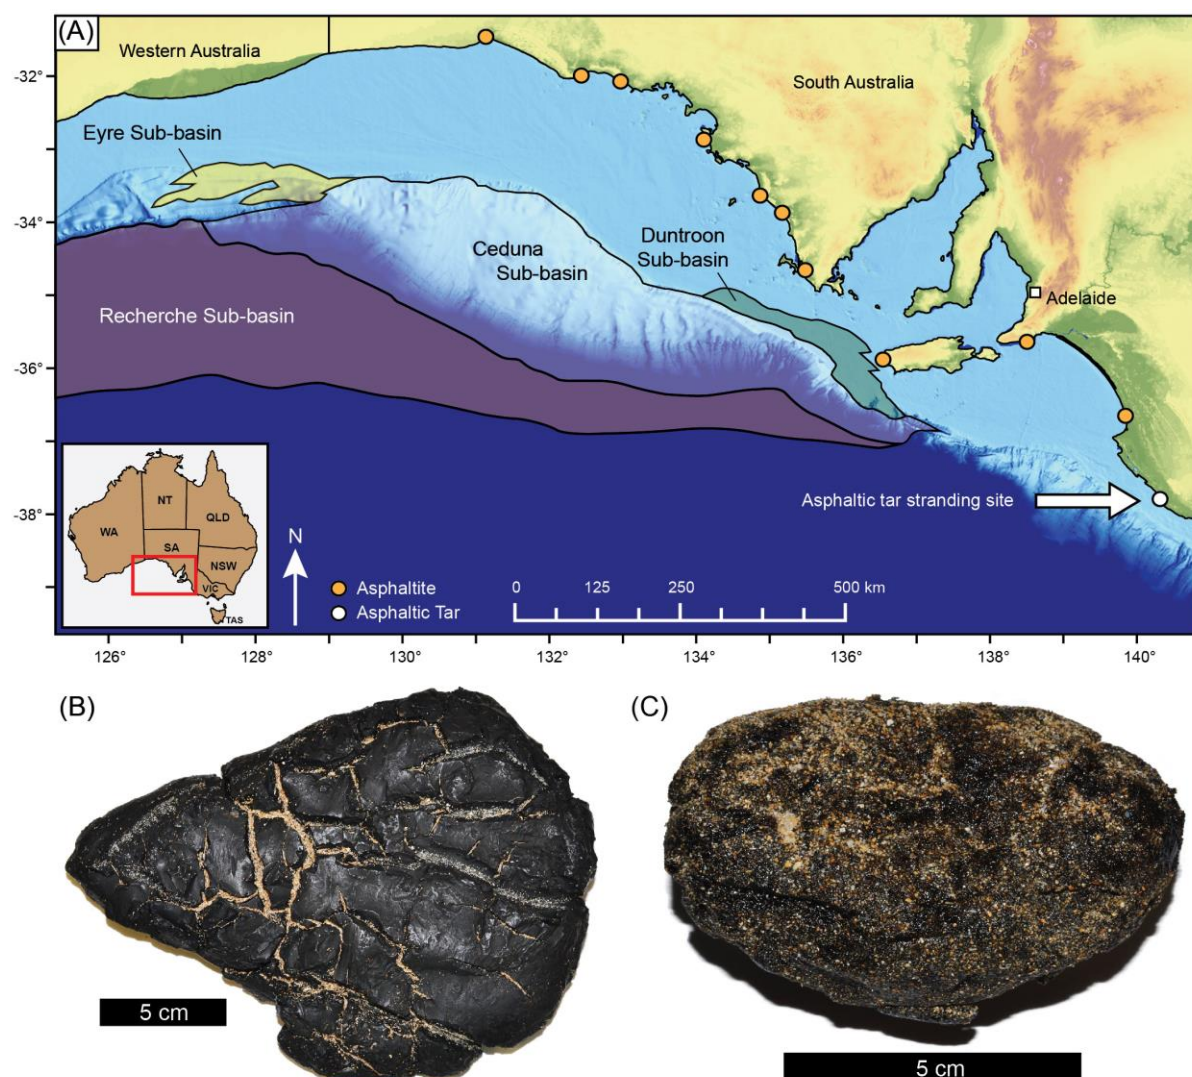 (A)
Western Australia
South Australia
-32°
Eyre Sub-basin
-34°
Ceduna
Sub-basin
Duntroon
Sub-basin
Adelaide
Recherche Sub-basin
-36°
-38°
Asphaltic tar stranding site
WA
NT
QLD
SA
NSW
VIC
TAS
N
Asphaltite
Asphaltic Tar
0 125 250 500 km
126° 128° 130° 132° 134° 136° 138° 140°
(B)
5 cm
(C)
5 cm